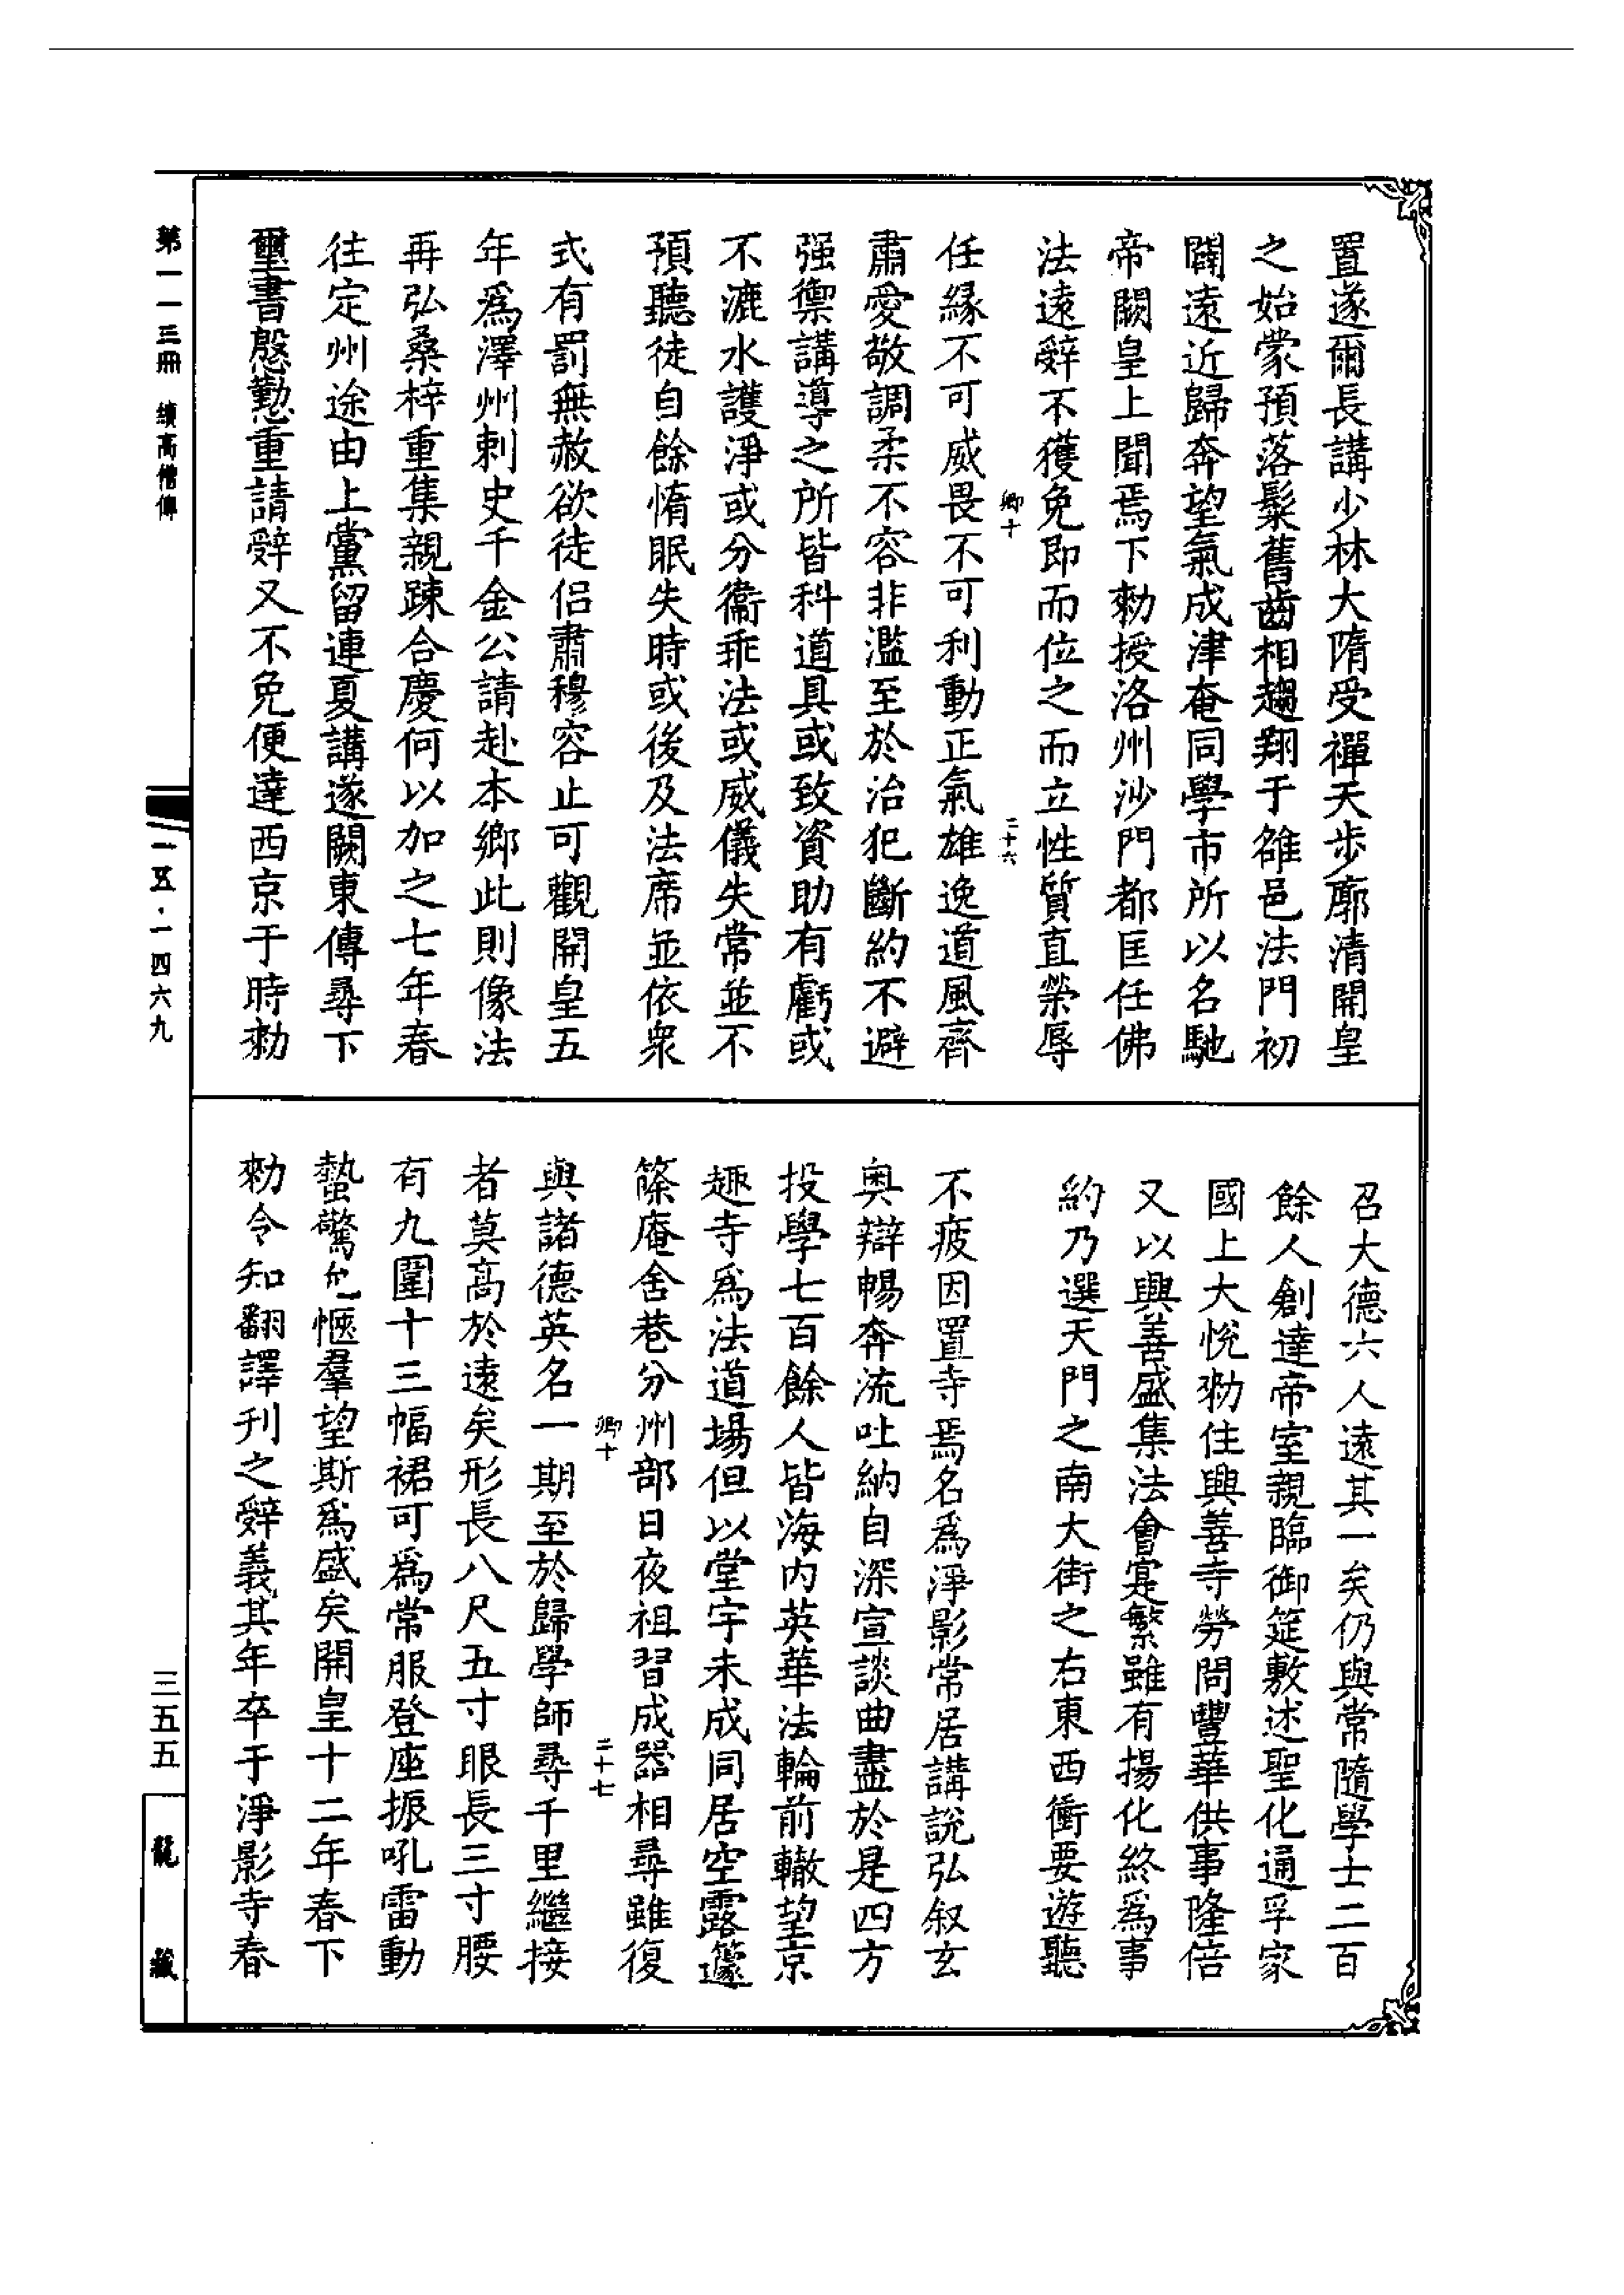 置遂爾長講少林大隋受禪天步廓清開皇
之始蒙預落髮舊齒相趨翔于雒邑法門初
闢遠近歸奔望氣成津奄同學市所以名馳
帝闕皇上聞焉下勑授洛州沙門都匡任佛
法遠辭不獲免即而位之而立性質直榮辱
卿十 二十六
任緣不可威畏不可利動正氣雄逸道風齊
肅愛敬調柔不容非濫至於治犯斷約不避
强禦講導之所皆科道具或致資助有虧或
不漉水護淨或分衞乖法或威儀失常並不
預聽徒自餘惰眠失時或後及法席並依衆
式有罰無赦欲徒侶肅穆容止可觀開皇五
年爲澤州刺史千金公請赴本鄉此則像法
再弘桑梓重集親踈合慶何以加之七年春
往定州途由上黨留連夏講遂闕東傳尋下
璽書慇懃重請辭又不免便達西京于時勑
召大德六人遠其一矣仍與常隨學士二百
餘人創達帝室親臨御筵敷述聖化通孚家
國上大悅勑住興善寺勞問豐華供事隆倍
又以興善盛集法會寔繁雖有揚化終爲事
約乃選天門之南大街之右東西衝要遊聽
不疲因置寺焉名爲淨影常居講說弘叙玄
奥辯暢奔流吐納自深宣談曲盡於是四方
投學七百餘人皆海内英華法輪前轍望京
趣寺爲法道場但以堂宇未成同居空露籧
篨庵舍巷分州部日夜祖習成器相尋雖復
卿十 二十七
與諸德英名一期至於歸學師尋千里繼接
者莫高於遠矣形長八尺五寸眼長三寸腰
有九圍十三幅裙可爲常服登座振吼雷動
蟄驚允愜羣望斯爲盛矣開皇十二年春下
勑令知翻譯刊之辭義其年卒于淨影寺春
第一一三冊 續高僧傳
一五·一四六九
三五五
龍藏